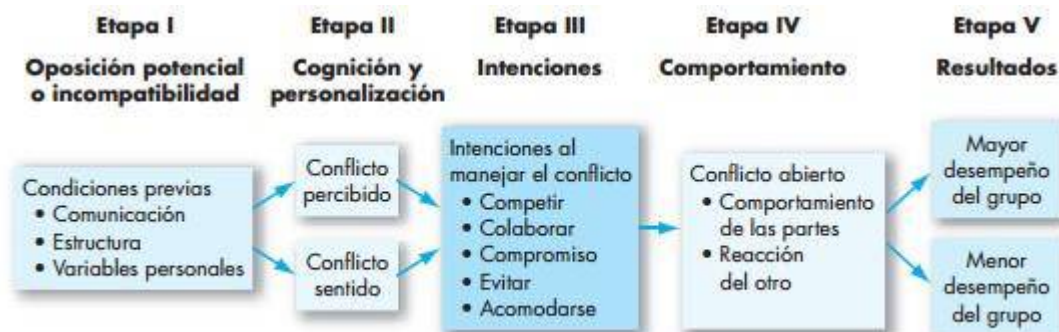 Etapa I
Oposición potencial
o incompatibilidad
Condiciones previas
• Comunicación
• Estructura
• Variables personales
Etapa II
Cognición y
personalización
Conflicto
percibido
Conflicto
sentido
Etapa III
Intenciones
Intenciones al
manejar el conflicto
• Competir
• Colaborar
• Compromiso
• Evitar
• Acomodarse
Etapa IV
Comportamiento
Conflicto abierto
• Comportamiento
de las partes
• Reacción
del otro
Etapa V
Resultados
Mayor
desempeño
del grupo
Menor
desempeño
del grupo